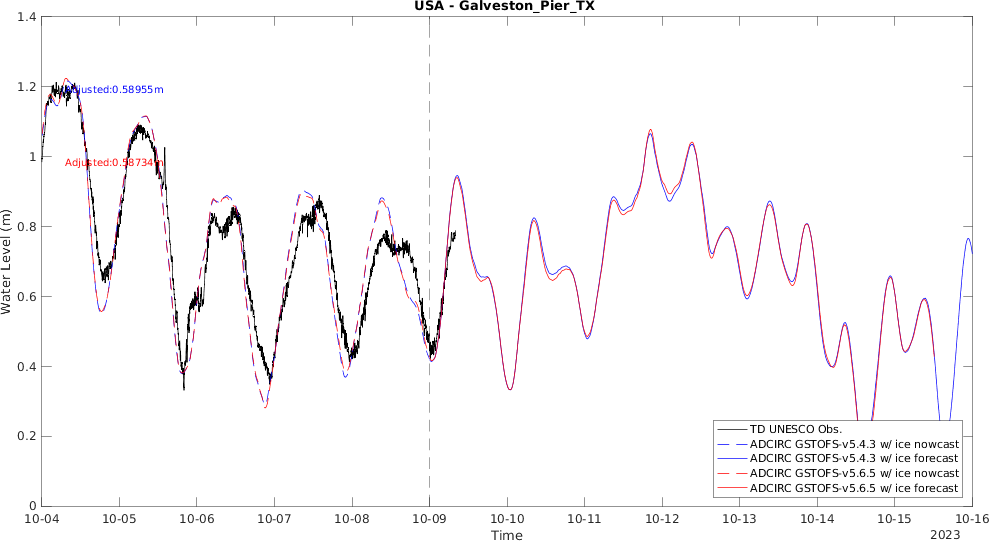 USA - Galveston_Pier_TX
1.4
1.2
1
0.8
0.6
0.4
0.2
0
Water Level (m)
Adjusted:0.58955m
Adjusted:0.58734m
TD UNESCO Obs.
ADCIRC GSTOFS-v5.4.3 w/ ice nowcast
ADCIRC GSTOFS-v5.4.3 w/ ice forecast
ADCIRC GSTOFS-v5.6.5 w/ ice nowcast
ADCIRC GSTOFS-v5.6.5 w/ ice forecast
10-04 10-05 10-06 10-07 10-08 10-09 10-10 10-11 10-12 10-13 10-14 10-15 10-16
Time
2023